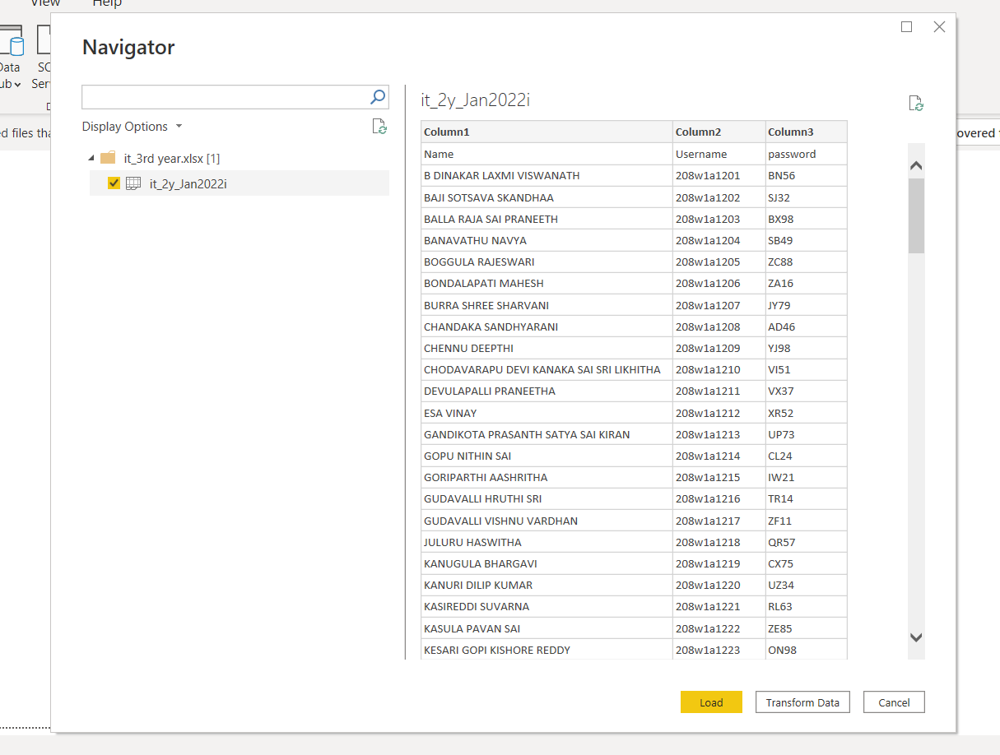 View Help
Data
ub
Navigator
Display Options
it_3rd year.xlsx [1]
it_2y_Jan2022i
it_2y_Jan2022i
Column1 Column2 Column3
Name Username password
B DINAKAR LAXMI VISWANATH 208w1a1201 BN56
BAJI SOTSAVA SKANDHAA 208w1a1202 SJ32
BALLA RAJA SAI PRANEETH 208w1a1203 BX98
BANAVATHU NAVYA 208w1a1204 SB49
BOGGULA RAJESWARI 208w1a1205 ZC88
BONDALAPATI MAHESH 208w1a1206 ZA16
BURRA SHREE SHARVANI 208w1a1207 JY79
CHANDAKA SANDHYARANI 208w1a1208 AD46
CHENNU DEEPTHI 208w1a1209 YJ98
CHODAVARAPU DEVI KANAKA SAI SRI LIKHITHA 208w1a1210 VI51
DEVULAPALLI PRANEETHA 208w1a1211 VX37
ESA VINAY 208w1a1212 XR52
GANDIKOTA PRASANTH SATYA SAI KIRAN 208w1a1213 UP73
GOPU NITHIN SAI 208w1a1214 CL24
GORIPARTHI AASHRITHA 208w1a1215 IW21
GUDAVALLI HRUTHI SRI 208w1a1216 TR14
GUDAVALLI VISHNU VARDHAN 208w1a1217 ZF11
JULURU HASWITHA 208w1a1218 QR57
KANUGULA BHARGAVI 208w1a1219 CX75
KANURI DILIP KUMAR 208w1a1220 UZ34
KASIREDDI SUVARNA 208w1a1221 RL63
KASULA PAVAN SAI 208w1a1222 ZE85
KESARI GOPI KISHORE REDDY 208w1a1223 ON98
Load Transform Data Cancel
ed files tha
overed